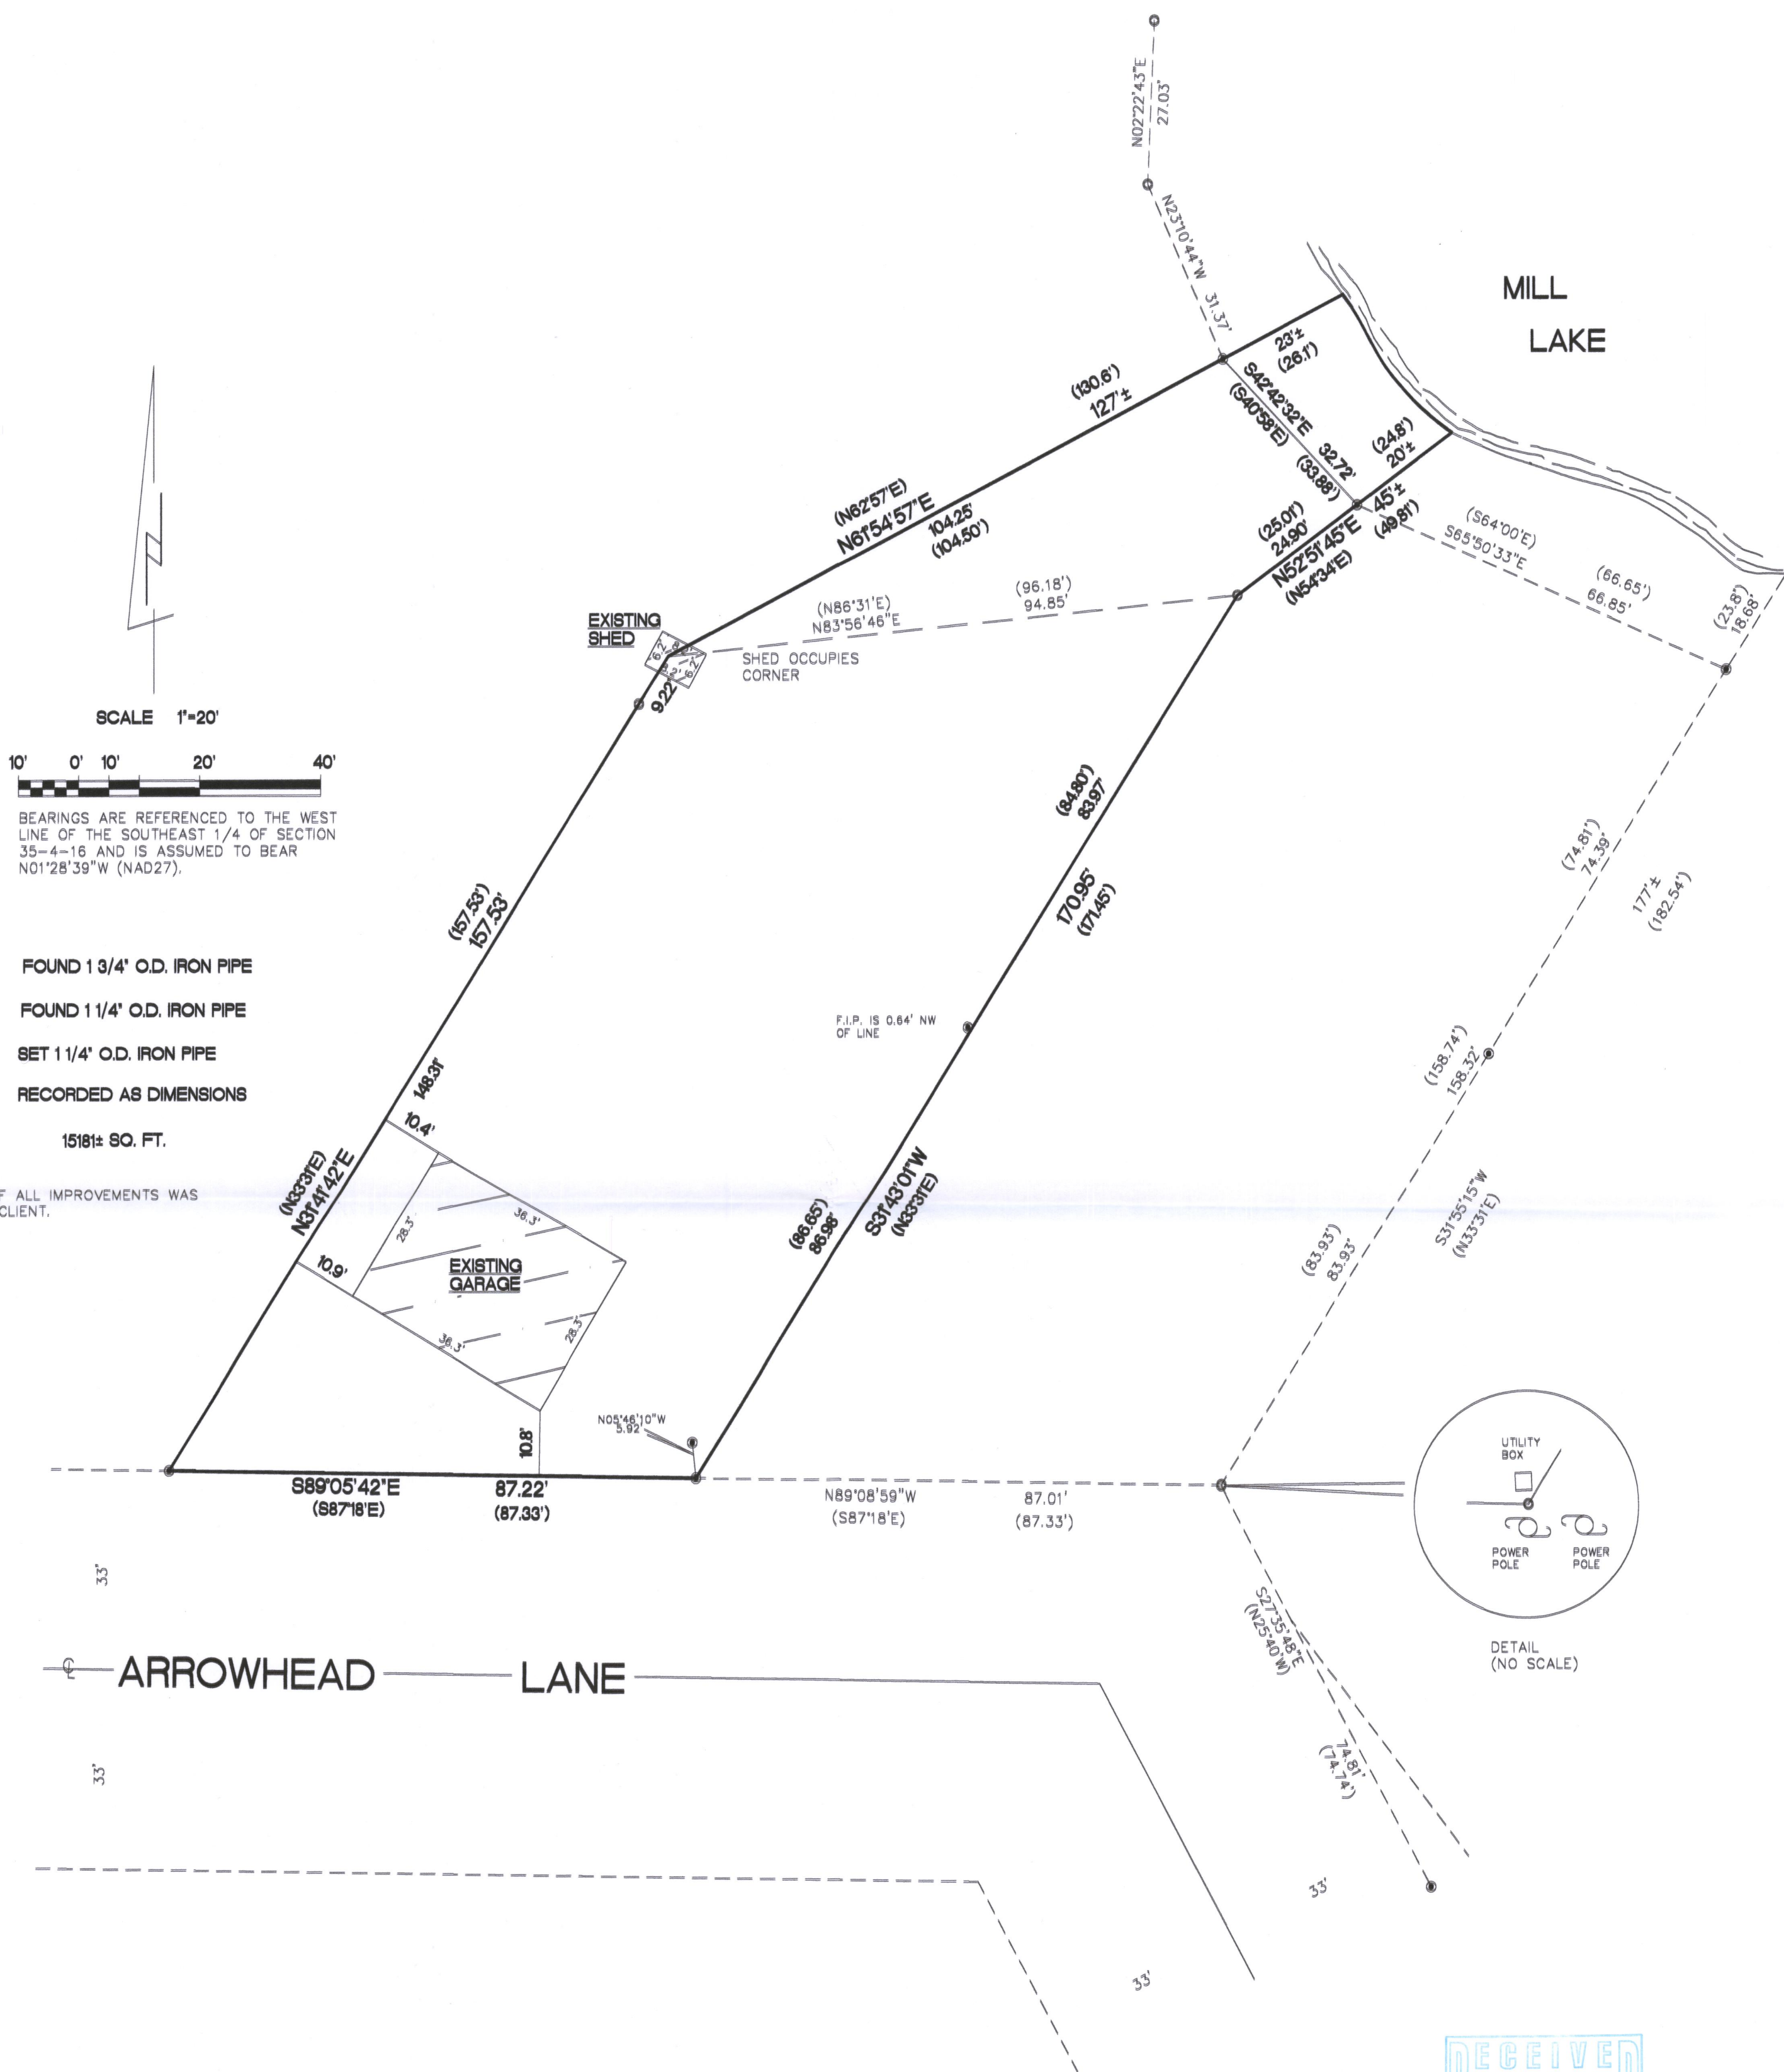 N02°22'43"E
27.03'
N23°10'44"W 31.37'
MILL
LAKE
23'±
(26.1')
S42°42'32"E 32.72'
(S40°58'E) (33.88')
(130.6')
127'±
(24.8')
20'±
45'±
(49.81')
(25.01')
24.90'
N52°51'45"E
(N54°34'E)
(S64°00'E)
S65°50'33"E
(66.65')
66.85'
(23.8')
18.68'
(N62°57'E)
N61°54'57"E
104.25'
(104.50')
(N86°31'E)
N83°56'46"E
(96.18')
94.85'
EXISTING
SHED
6.2'
8.2'
6.2'
9.22'
SHED OCCUPIES
CORNER
SCALE 1"=20'
10' 0' 10' 20' 40'
BEARINGS ARE REFERENCED TO THE WEST
LINE OF THE SOUTHEAST 1/4 OF SECTION
35-4-16 AND IS ASSUMED TO BEAR
N01°28'39"W (NAD27).
(84.80')
83.97'
(74.81')
74.39'
177'±
(182.54')
(157.53')
157.53'
170.95'
(171.45')
FOUND 1 3/4" O.D. IRON PIPE
FOUND 1 1/4" O.D. IRON PIPE
SET 1 1/4" O.D. IRON PIPE
RECORDED AS DIMENSIONS
15181± SQ. FT.
F ALL IMPROVEMENTS WAS
CLIENT.
F.I.P. IS 0.64' NW
OF LINE
148.31'
10.4'
(158.74')
158.32'
(N33°31'E)
N31°41'42"E
S31°43'01"W
(N33°31'E)
(86.65')
86.98'
S31°55'15"W
(N33°31'E)
(83.93')
83.93'
28.3'
36.3'
10.9'
EXISTING
GARAGE
36.3'
28.3'
10.8'
N05°46'10"W
5.92'
S89°05'42"E 87.22'
(S87°18'E) (87.33')
N89°08'59"W 87.01'
(S87°18'E) (87.33')
UTILITY
BOX
POWER
POLE
POWER
POLE
DETAIL
(NO SCALE)
33'
ARROWHEAD LANE
S27°35'48"E
(N25°40'W)
74.81'
(74.74')
33'
33'
33'
RECEIVED